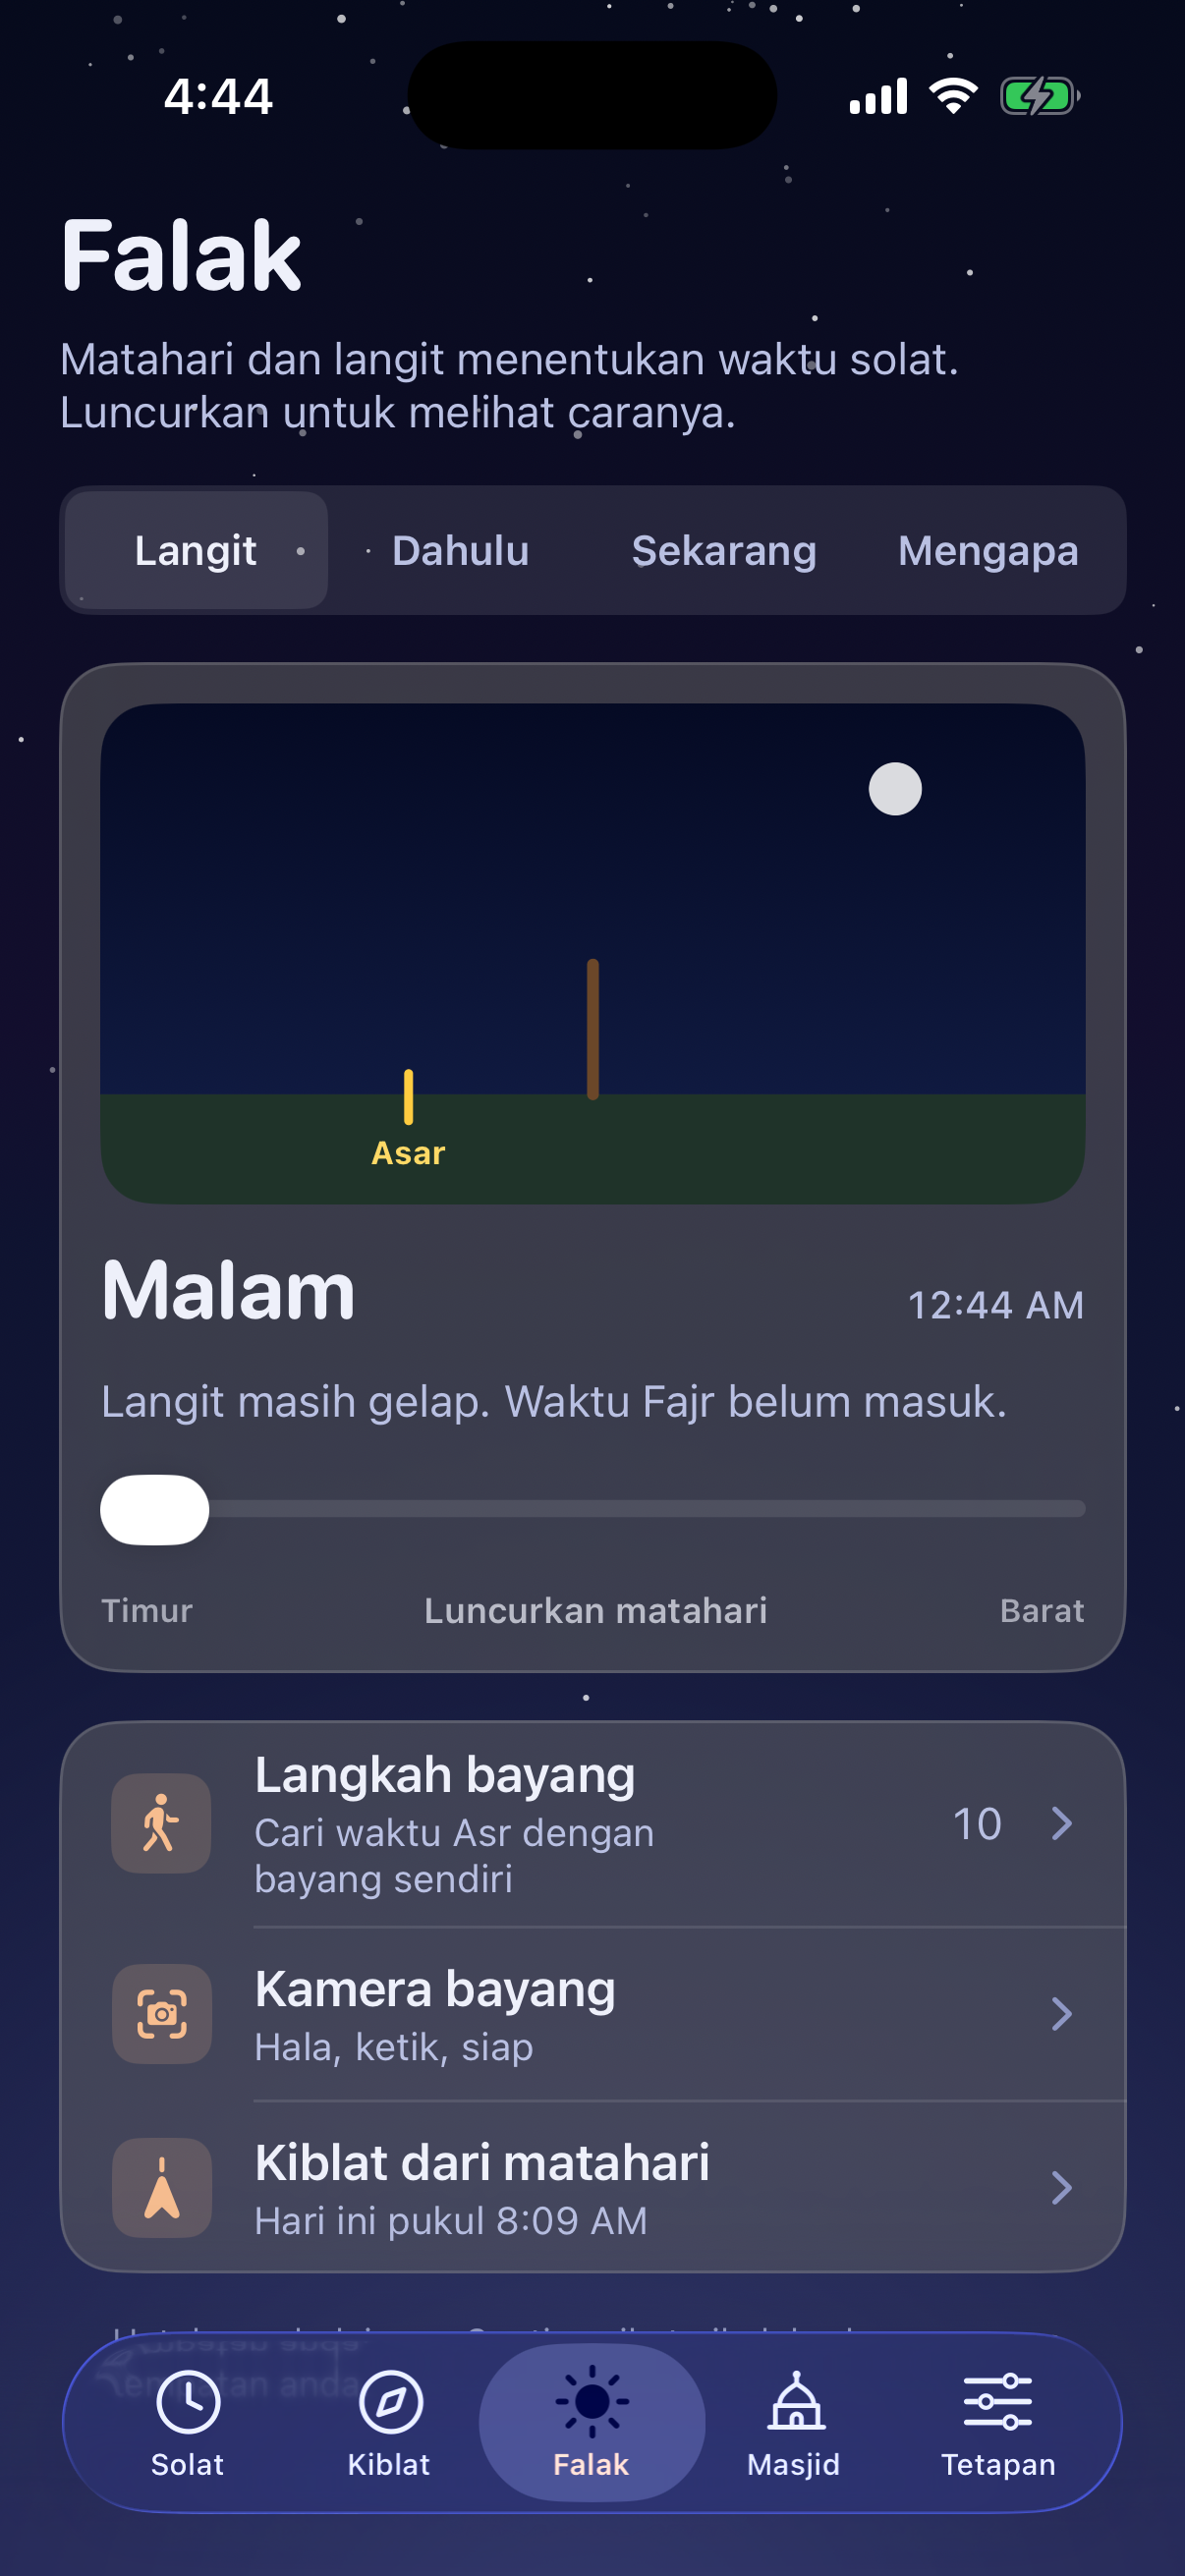 4:44
Falak
Matahari dan langit menentukan waktu solat.
Luncurkan untuk melihat caranya.
Langit
Dahulu
Sekarang
Mengapa
Asar
Malam
12:44 AM
Langit masih gelap. Waktu Fajr belum masuk.
Timur
Luncurkan matahari
Barat
Langkah bayang
Cari waktu Asr dengan
bayang sendiri
10
Kamera bayang
Hala, ketik, siap
Kiblat dari matahari
Hari ini pukul 8:09 AM
Solat
Kiblat
Falak
Masjid
Tetapan